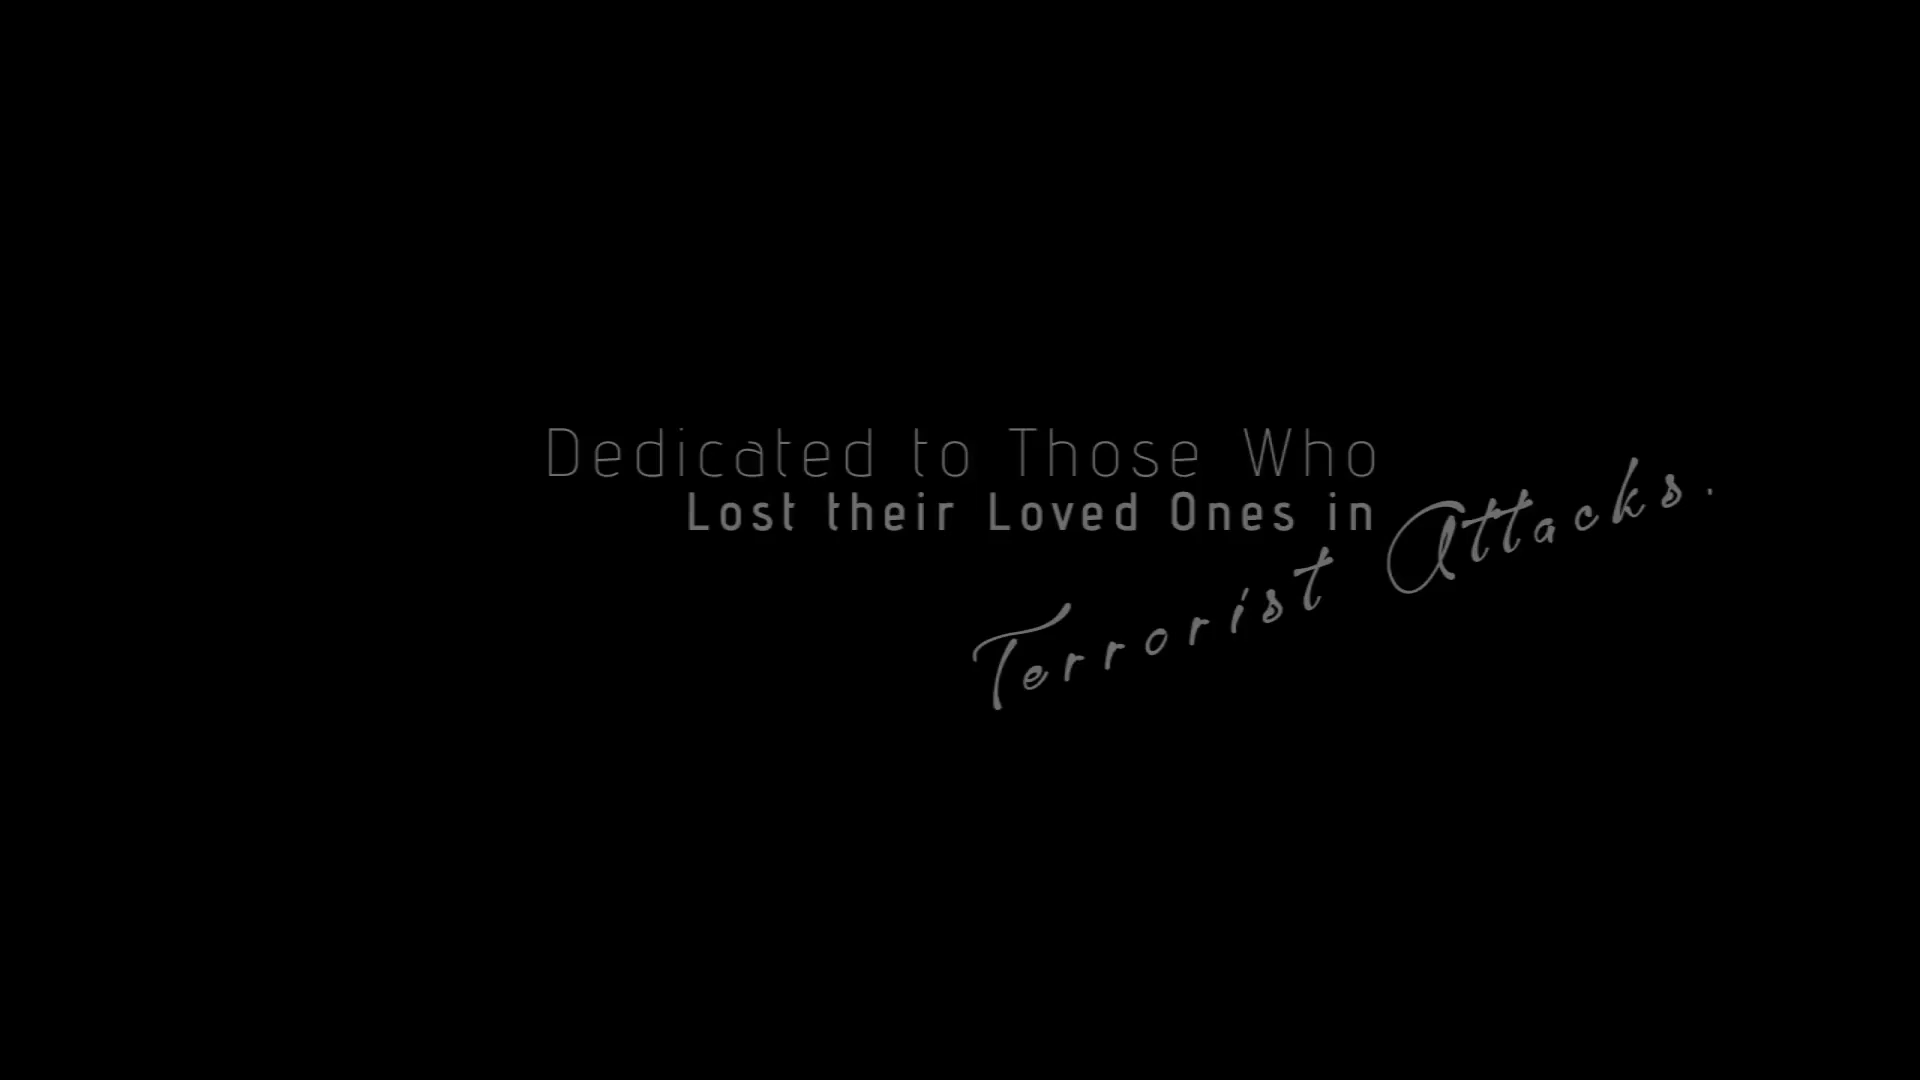 Dedicated to Those Who
Lost their Loved Ones in
Terrorist Attacks.